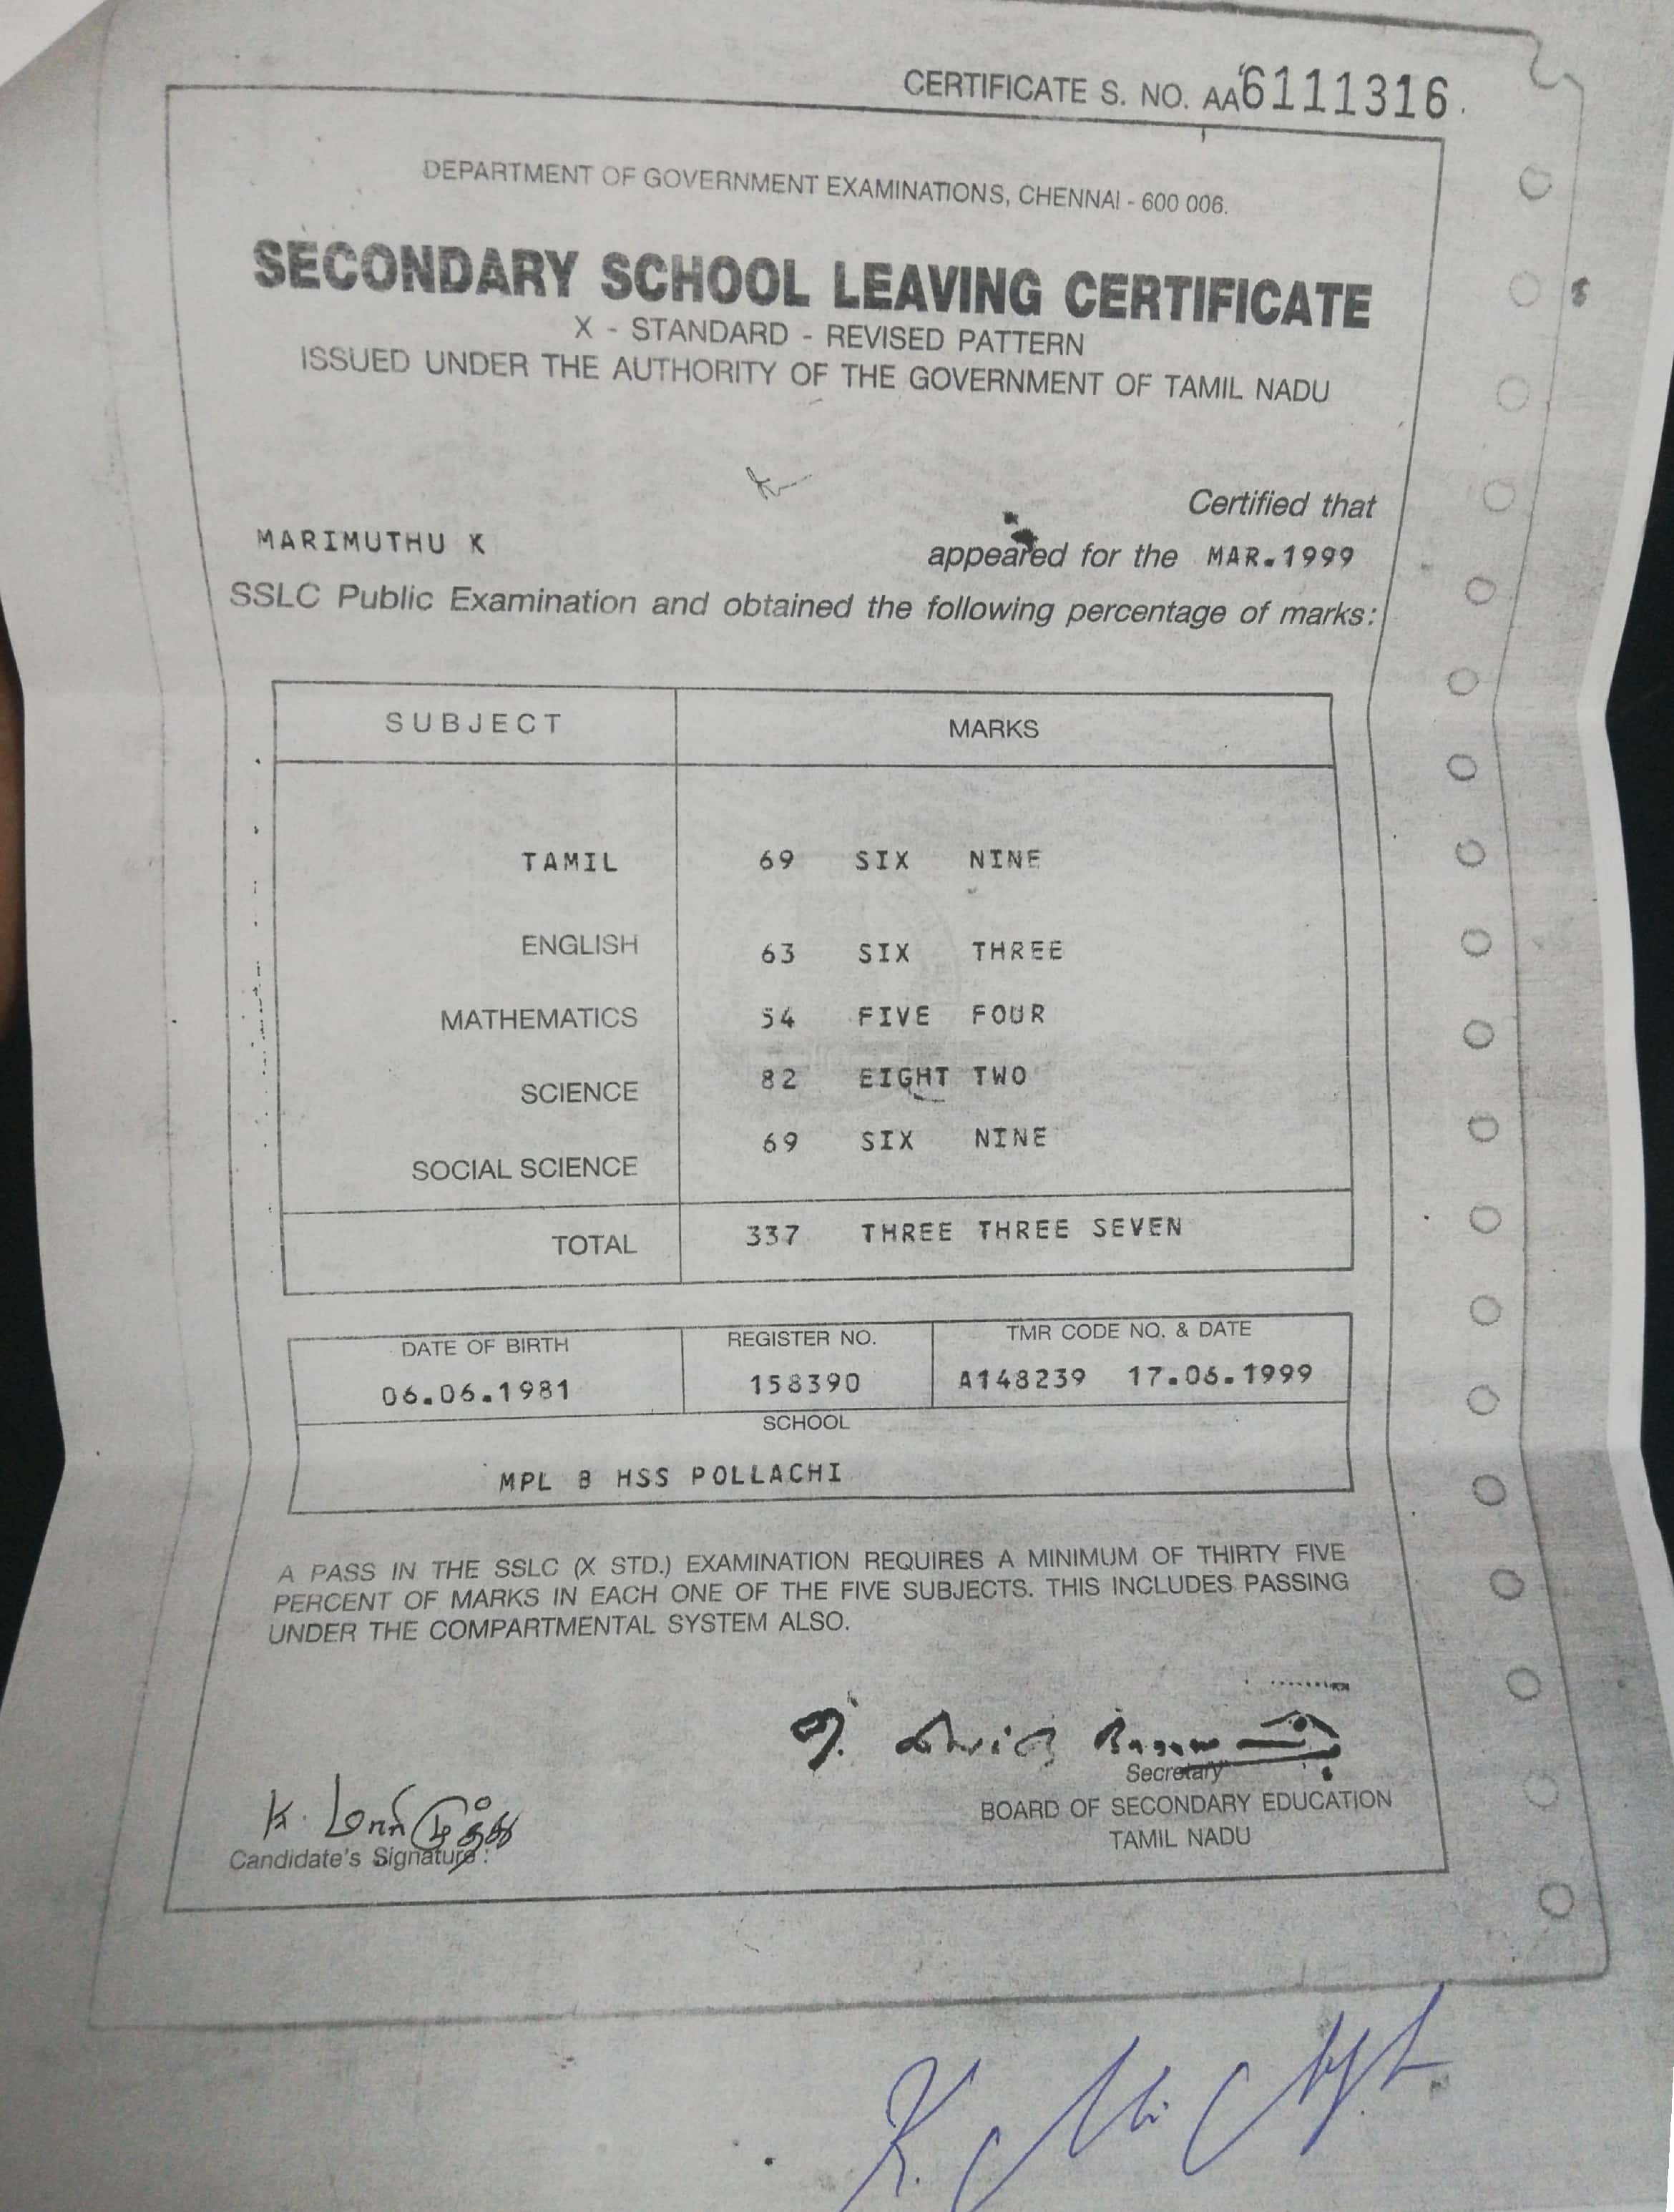 CERTIFICATE S. NO. AA 6111316
DEPARTMENT OF GOVERNMENT EXAMINATIONS, CHENNAI - 600 006.
SECONDARY SCHOOL LEAVING CERTIFICATE
X - STANDARD - REVISED PATTERN
ISSUED UNDER THE AUTHORITY OF THE GOVERNMENT OF TAMIL NADU
Certified that
MARIMUTHU K appeared for the MAR.1999
SSLC Public Examination and obtained the following percentage of marks:
SUBJECT MARKS
TAMIL 69 SIX NINE
ENGLISH 63 SIX THREE
MATHEMATICS 54 FIVE FOUR
SCIENCE 82 EIGHT TWO
SOCIAL SCIENCE 69 SIX NINE
TOTAL 337 THREE THREE SEVEN
DATE OF BIRTH REGISTER NO. TMR CODE NO. & DATE
06.06.1981 158390 A148239 17.06.1999
SCHOOL
MPL B HSS POLLACHI
A PASS IN THE SSLC (X STD.) EXAMINATION REQUIRES A MINIMUM OF THIRTY FIVE
PERCENT OF MARKS IN EACH ONE OF THE FIVE SUBJECTS. THIS INCLUDES PASSING
UNDER THE COMPARTMENTAL SYSTEM ALSO.
Secretary
BOARD OF SECONDARY EDUCATION
TAMIL NADU
K. மாரிமுத்து
Candidate's Signature :